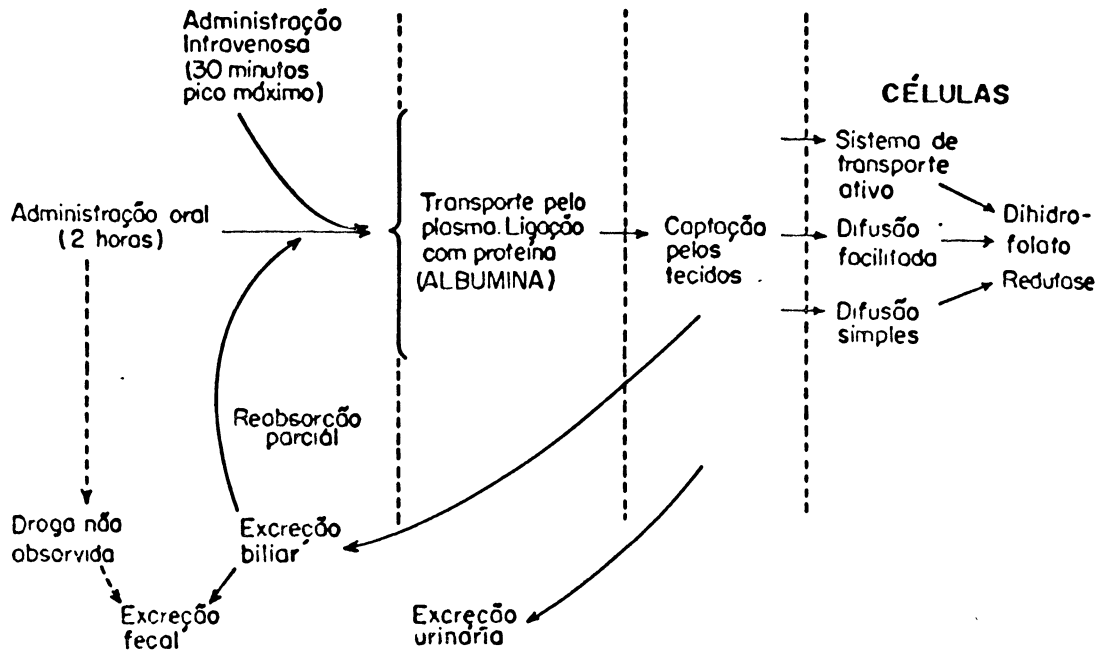 Administração
Intravenosa
(30 minutos
pico máximo)
CÉLULAS
Administração oral
(2 horas)
Transporte pelo
plasma. Ligação
com proteína
(ALBUMINA)
Captação
pelos
tecidos
Sistema de
transporte
ativo
Difusão
facilitada
Difusão
simples
Dihidro-
folato
Redutase
Reabsorção
parcial
Droga não
absorvida
Excreção
biliar
Excreção
fecal
Excreção
urinária